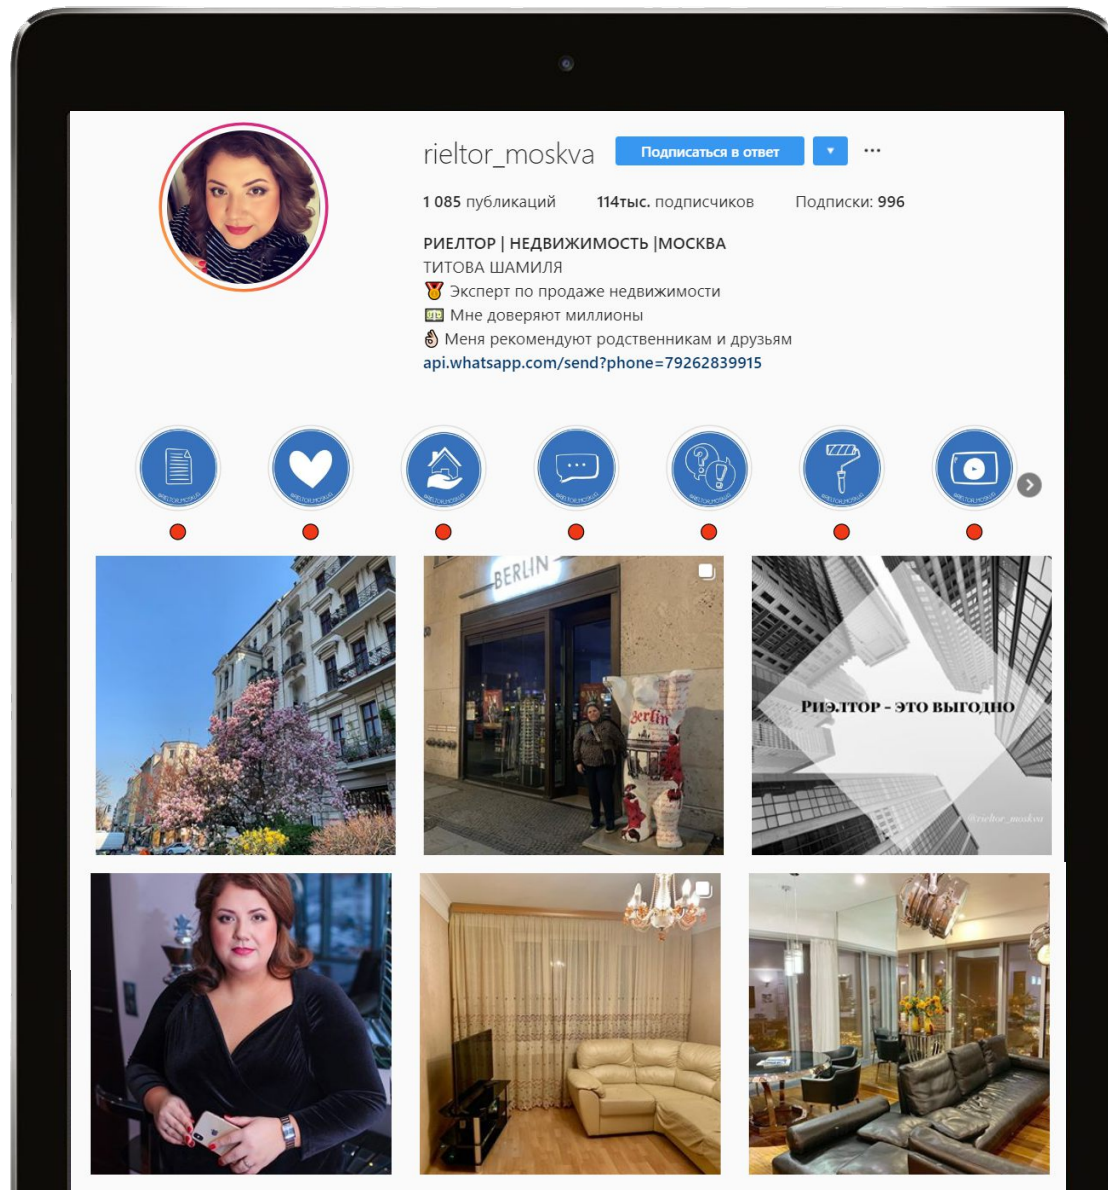 rieltor_moskva
Подписаться в ответ
1 085 публикаций 114тыс. подписчиков Подписки: 996
РИЕЛТОР | НЕДВИЖИМОСТЬ |МОСКВА
ТИТОВА ШАМИЛЯ
Эксперт по продаже недвижимости
Мне доверяют миллионы
Меня рекомендуют родственникам и друзьям
api.whatsapp.com/send?phone=79262839915
BERLIN
Berlin
РИЭЛТОР - ЭТО ВЫГОДНО
@rieltor_moskva